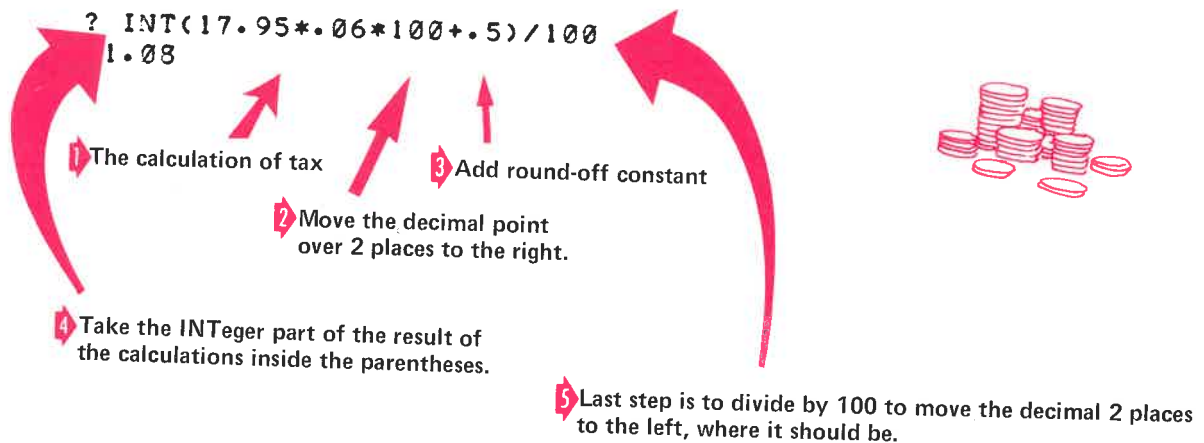 ? INT(17.95*.06*100+.5)/100
1.08
1 The calculation of tax
3 Add round-off constant
2 Move the decimal point
over 2 places to the right.
4 Take the INTeger part of the result of
the calculations inside the parentheses.
5 Last step is to divide by 100 to move the decimal 2 places
to the left, where it should be.